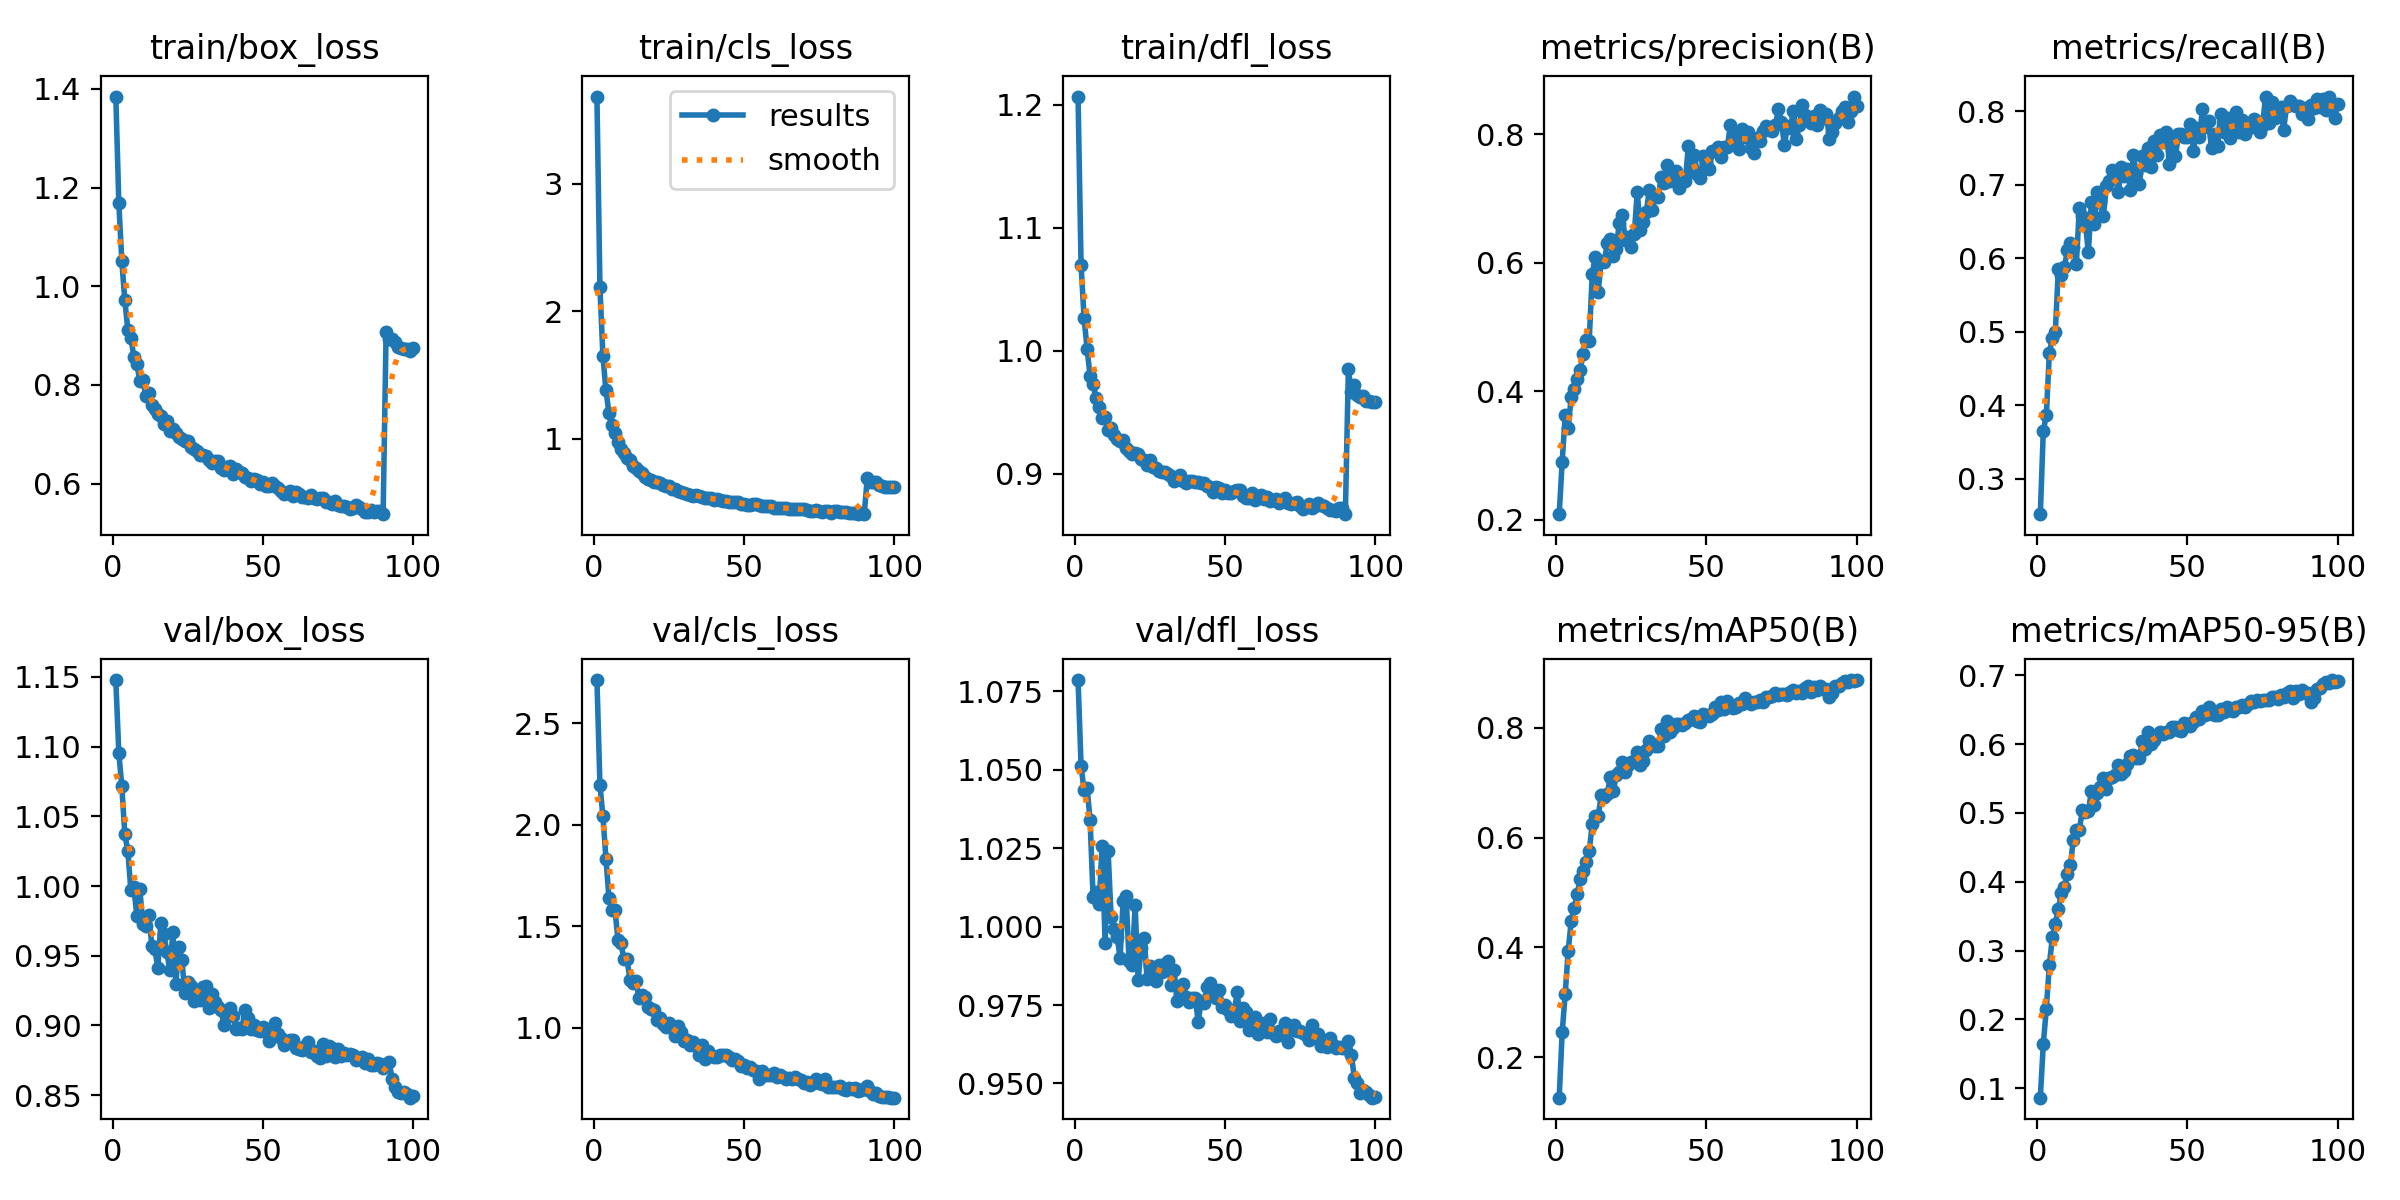 train/box_loss
train/cls_loss
train/dfl_loss
metrics/precision(B)
metrics/recall(B)
1.4
1.2
1.0
0.8
0.6
0 50 100
results
smooth
3
2
1
0 50 100
1.2
1.1
1.0
0.9
0 50 100
0.8
0.6
0.4
0.2
0 50 100
0.8
0.7
0.6
0.5
0.4
0.3
0 50 100
val/box_loss
val/cls_loss
val/dfl_loss
metrics/mAP50(B)
metrics/mAP50-95(B)
1.15
1.10
1.05
1.00
0.95
0.90
0.85
0 50 100
2.5
2.0
1.5
1.0
0 50 100
1.075
1.050
1.025
1.000
0.975
0.950
0 50 100
0.8
0.6
0.4
0.2
0 50 100
0.7
0.6
0.5
0.4
0.3
0.2
0.1
0 50 100